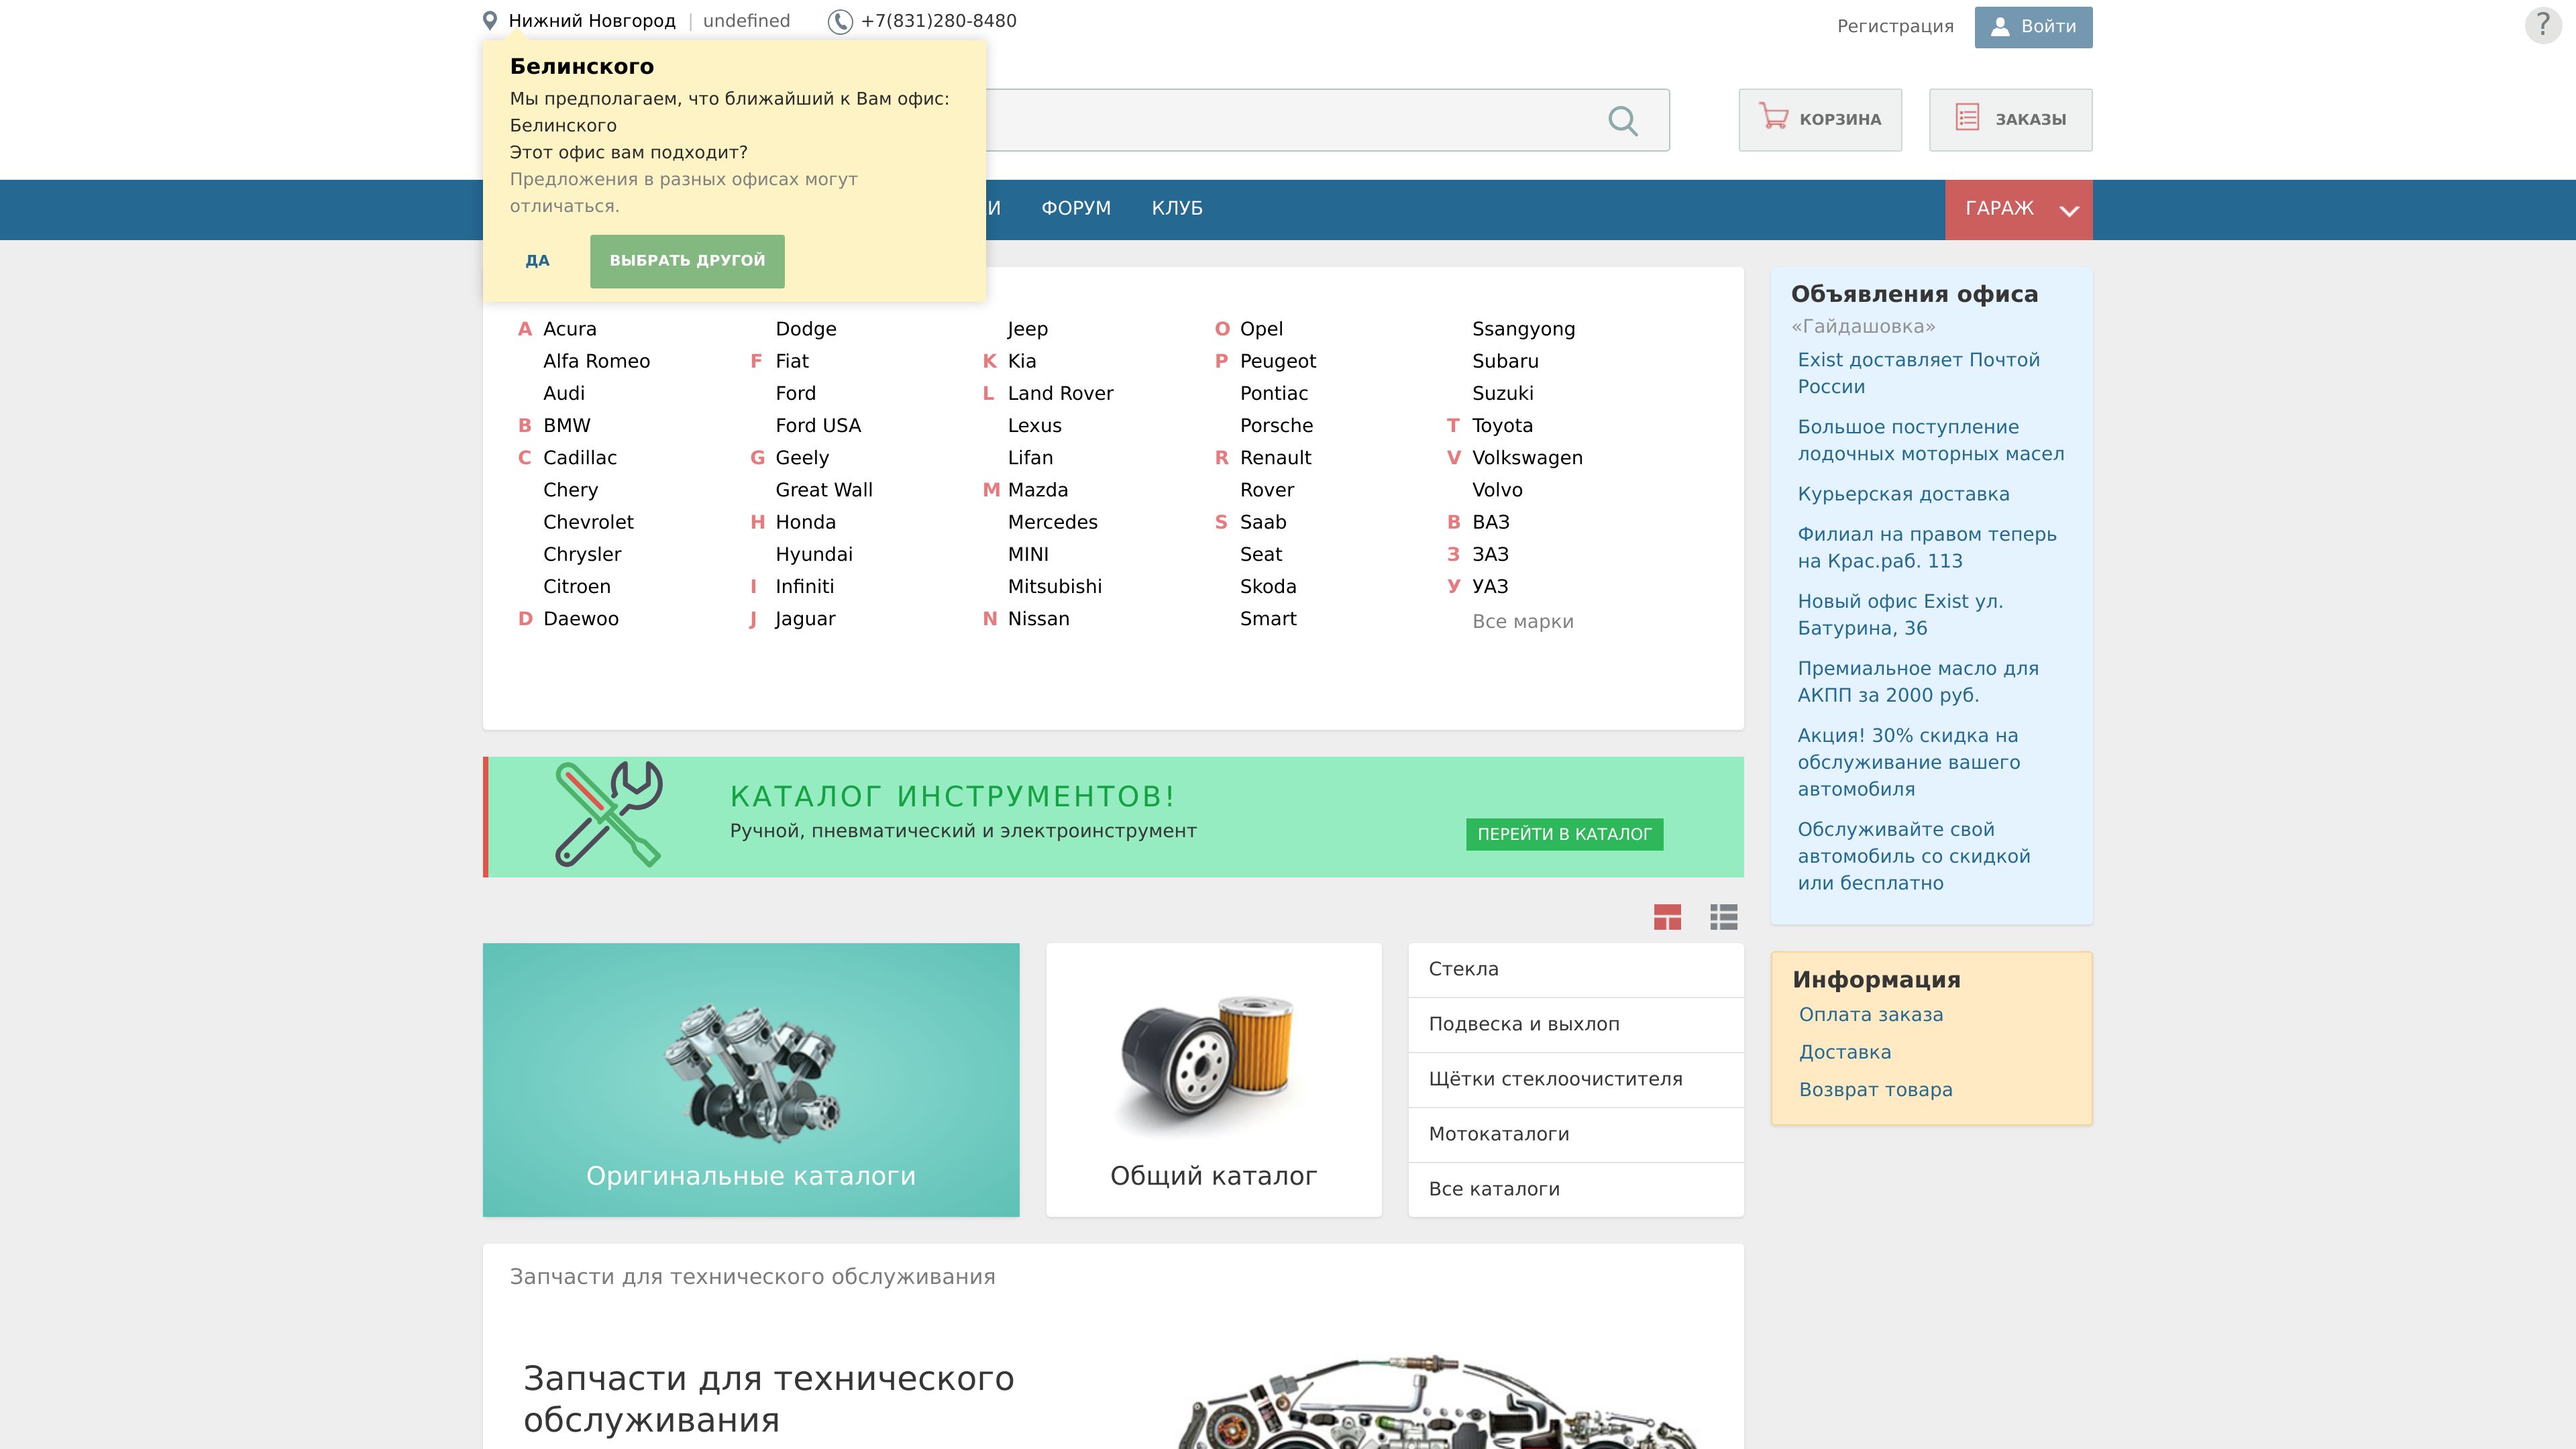 Нижний Новгород | undefined
+7(831)280-8480
Регистрация
Войти
?
Белинского
Мы предполагаем, что ближайший к Вам офис:
Белинского
Этот офис вам подходит?
Предложения в разных офисах могут
отличаться.
ДА
ВЫБРАТЬ ДРУГОЙ
КОРЗИНА
ЗАКАЗЫ
И
ФОРУМ
КЛУБ
ГАРАЖ
A Acura
Alfa Romeo
Audi
B BMW
C Cadillac
Chery
Chevrolet
Chrysler
Citroen
D Daewoo
Dodge
F Fiat
Ford
Ford USA
G Geely
Great Wall
H Honda
Hyundai
I Infiniti
J Jaguar
Jeep
K Kia
L Land Rover
Lexus
Lifan
M Mazda
Mercedes
MINI
Mitsubishi
N Nissan
O Opel
P Peugeot
Pontiac
Porsche
R Renault
Rover
S Saab
Seat
Skoda
Smart
Ssangyong
Subaru
Suzuki
T Toyota
V Volkswagen
Volvo
В ВАЗ
З ЗАЗ
У УАЗ
Все марки
КАТАЛОГ ИНСТРУМЕНТОВ!
Ручной, пневматический и электроинструмент
ПЕРЕЙТИ В КАТАЛОГ
Оригинальные каталоги
Общий каталог
Стекла
Подвеска и выхлоп
Щётки стеклоочистителя
Мотокаталоги
Все каталоги
Запчасти для технического обслуживания
Запчасти для технического
обслуживания
Объявления офиса
«Гайдашовка»
Exist доставляет Почтой
России
Большое поступление
лодочных моторных масел
Курьерская доставка
Филиал на правом теперь
на Крас.раб. 113
Новый офис Exist ул.
Батурина, 36
Премиальное масло для
АКПП за 2000 руб.
Акция! 30% скидка на
обслуживание вашего
автомобиля
Обслуживайте свой
автомобиль со скидкой
или бесплатно
Информация
Оплата заказа
Доставка
Возврат товара